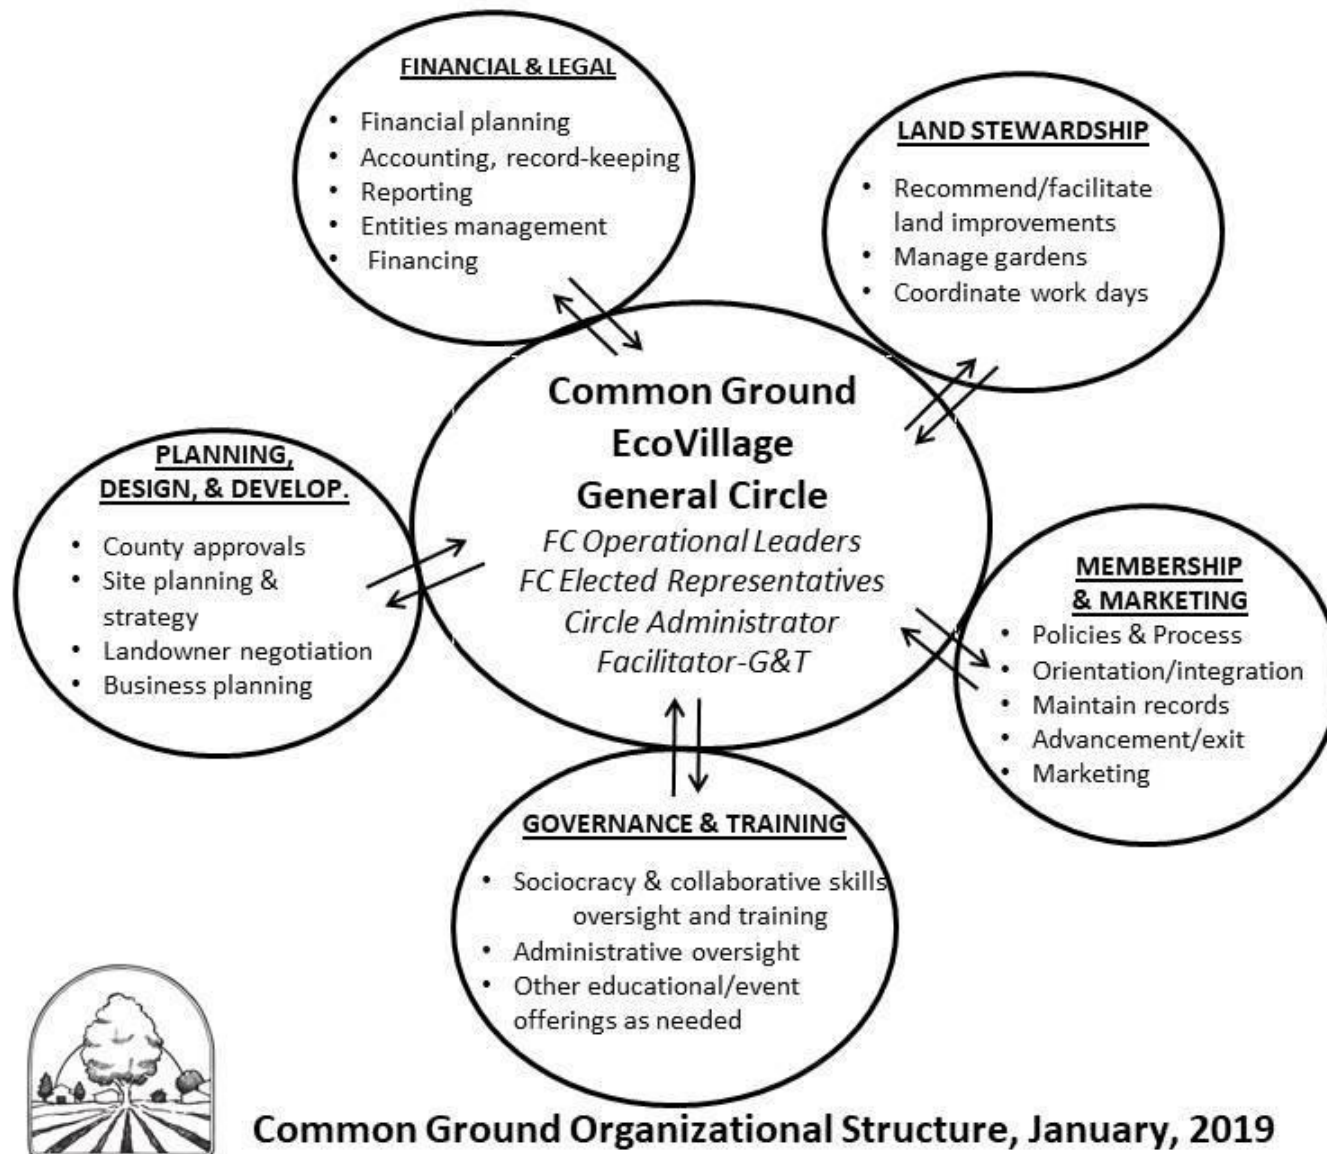 FINANCIAL & LEGAL
• Financial planning
• Accounting, record-keeping
• Reporting
• Entities management
• Financing
LAND STEWARDSHIP
• Recommend/facilitate
land improvements
• Manage gardens
• Coordinate work days
Common Ground
EcoVillage
General Circle
FC Operational Leaders
FC Elected Representatives
Circle Administrator
Facilitator-G&T
PLANNING,
DESIGN, & DEVELOP.
• County approvals
• Site planning &
strategy
• Landowner negotiation
• Business planning
MEMBERSHIP
& MARKETING
• Policies & Process
• Orientation/integration
• Maintain records
• Advancement/exit
• Marketing
GOVERNANCE & TRAINING
• Sociocracy & collaborative skills
oversight and training
• Administrative oversight
• Other educational/event
offerings as needed
Common Ground Organizational Structure, January, 2019